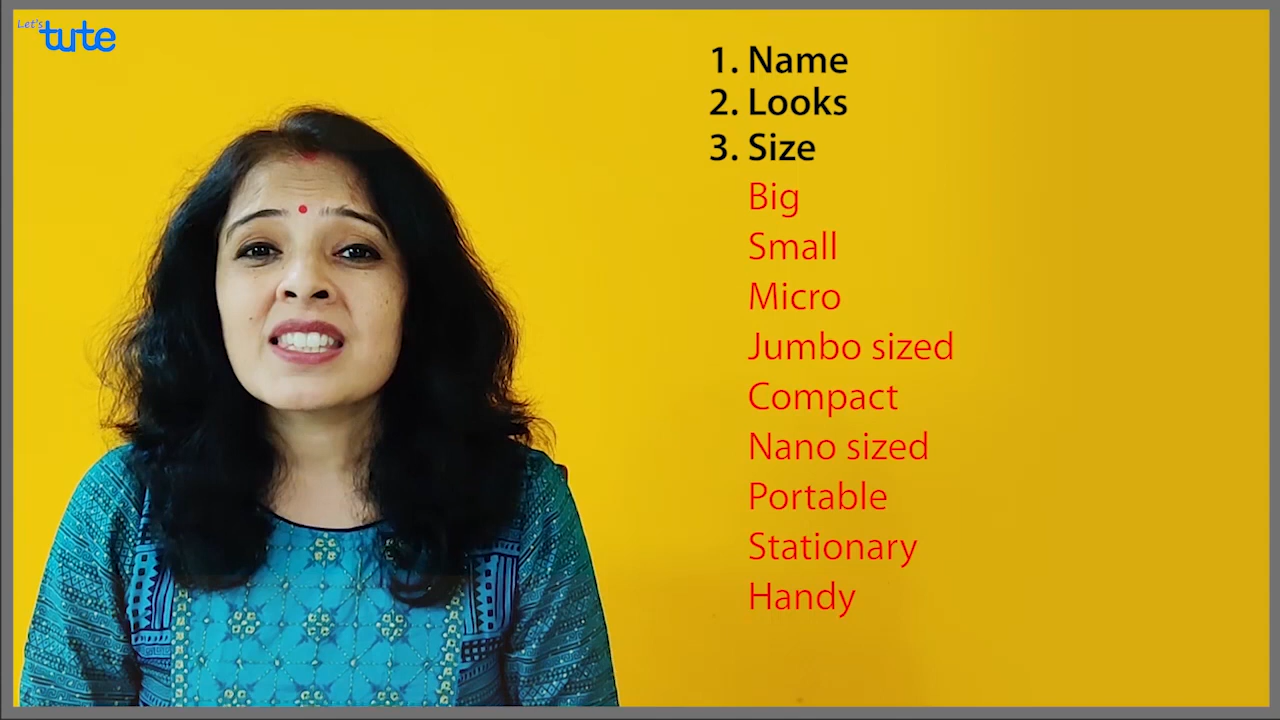 Let's
tute
1. Name
2. Looks
3. Size
Big
Small
Micro
Jumbo sized
Compact
Nano sized
Portable
Stationary
Handy